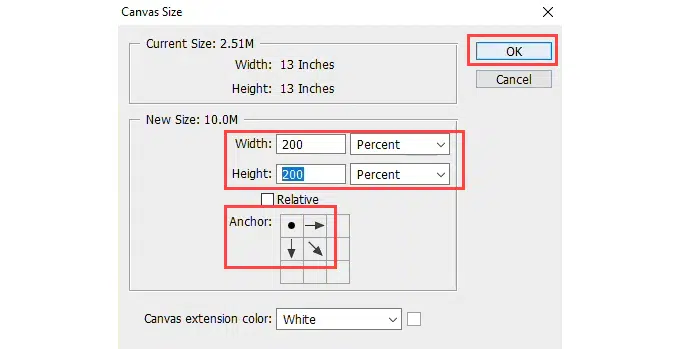 Canvas Size
Current Size: 2.51M
OK
Width: 13 Inches
Cancel
Height: 13 Inches
New Size: 10.0M
Width: 200 Percent
Height: 200 Percent
Relative
Anchor:
Canvas extension color: White